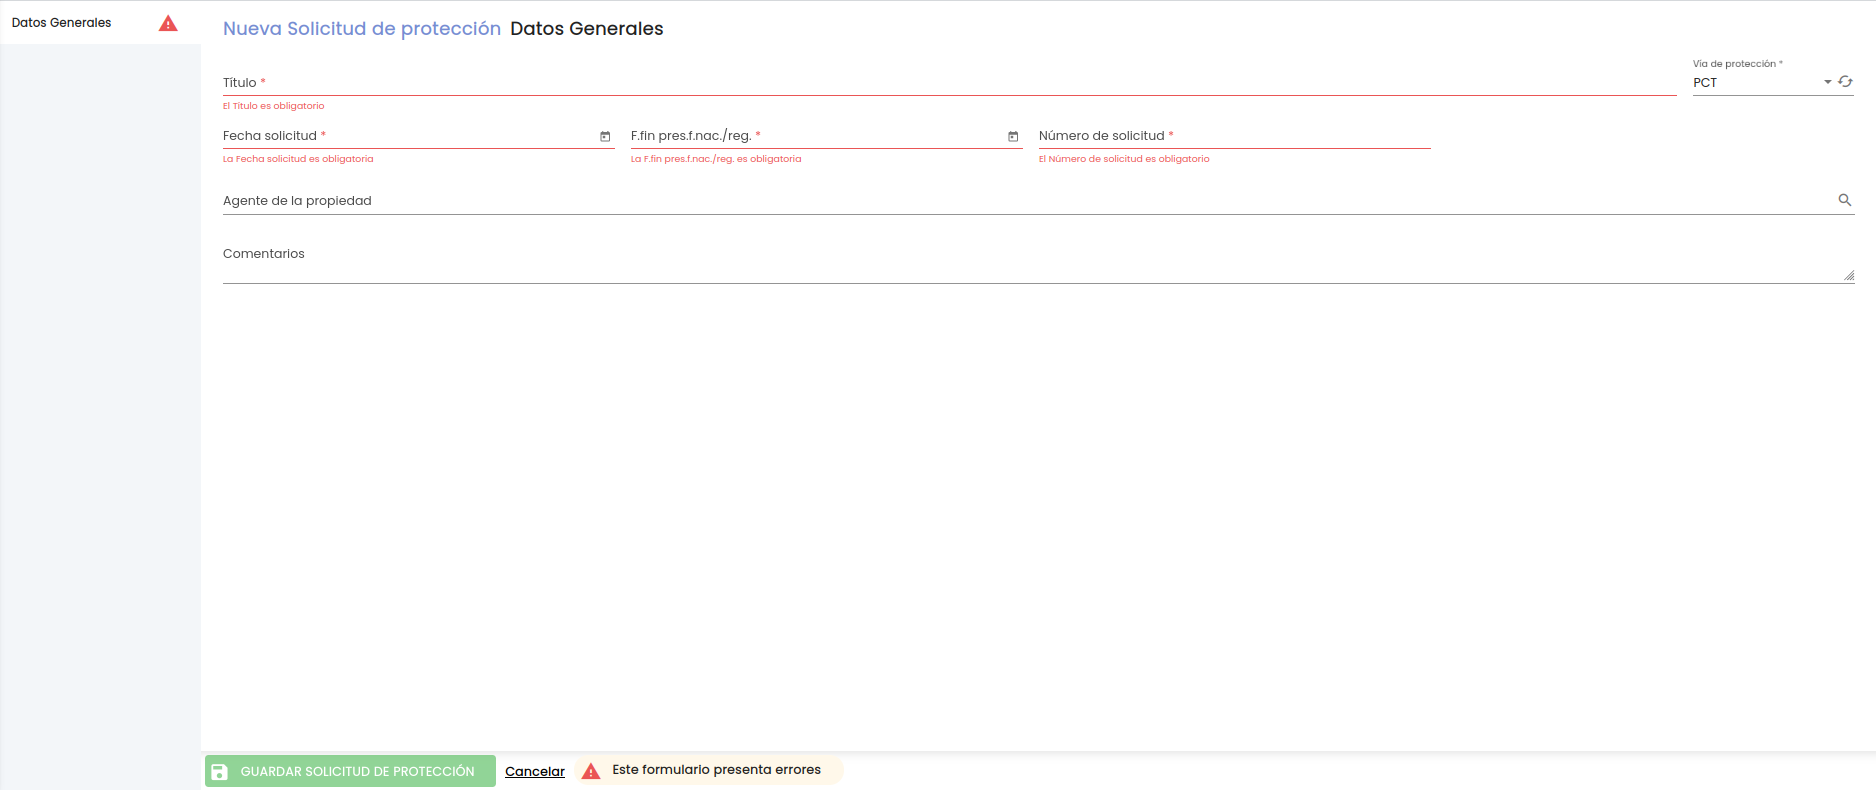 Datos Generales
Nueva Solicitud de protección Datos Generales
Vía de protección *
Título *
PCT
El Título es obligatorio
Fecha solicitud *
F.fin pres.f.nac./reg. *
Número de solicitud *
La Fecha solicitud es obligatoria
La F.fin pres.f.nac./reg. es obligatoria
El Número de solicitud es obligatorio
Agente de la propiedad
Comentarios
GUARDAR SOLICITUD DE PROTECCIÓN
Cancelar
Este formulario presenta errores